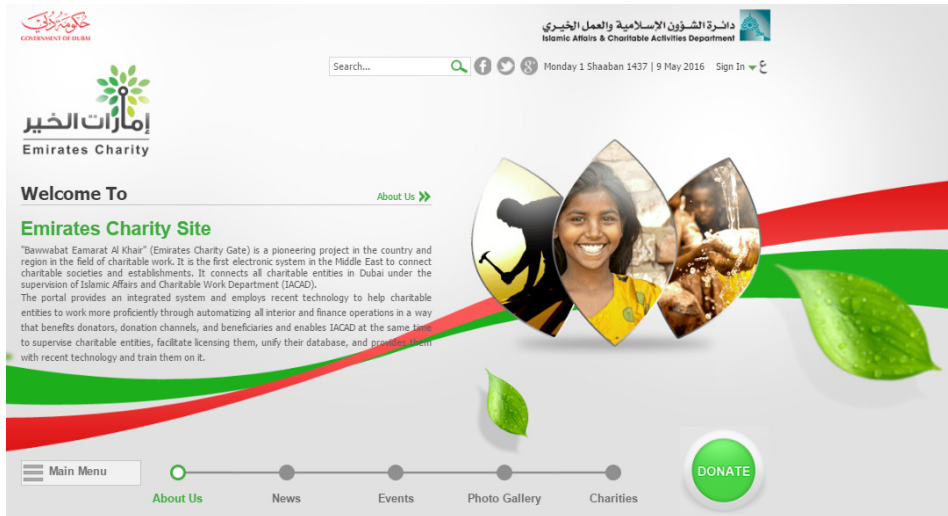 حكومة دبي
GOVERNMENT OF DUBAI
دائـرة الشـؤون الإسـلامية والعمل الخيـري
Islamic Affairs & Charitable Activities Department
Search...
Monday 1 Shaaban 1437 | 9 May 2016 Sign In ع
إمارات الخير
Emirates Charity
Welcome To
About Us
Emirates Charity Site
"Bawwabat Eamarat Al Khair" (Emirates Charity Gate) is a pioneering project in the country and
region in the field of charitable work. It is the first electronic system in the Middle East to connect
charitable societies and establishments. It connects all charitable entities in Dubai under the
supervision of Islamic Affairs and Charitable Work Department (IACAD).
The portal provides an integrated system and employs recent technology to help charitable
entities to work more proficiently through automatizing all interior and finance operations in a way
that benefits donators, donation channels, and beneficiaries and enables IACAD at the same time
to supervise charitable entities, facilitate licensing them, unify their database, and provides them
with recent technology and train them on it.
Main Menu
About Us
News
Events
Photo Gallery
Charities
DONATE